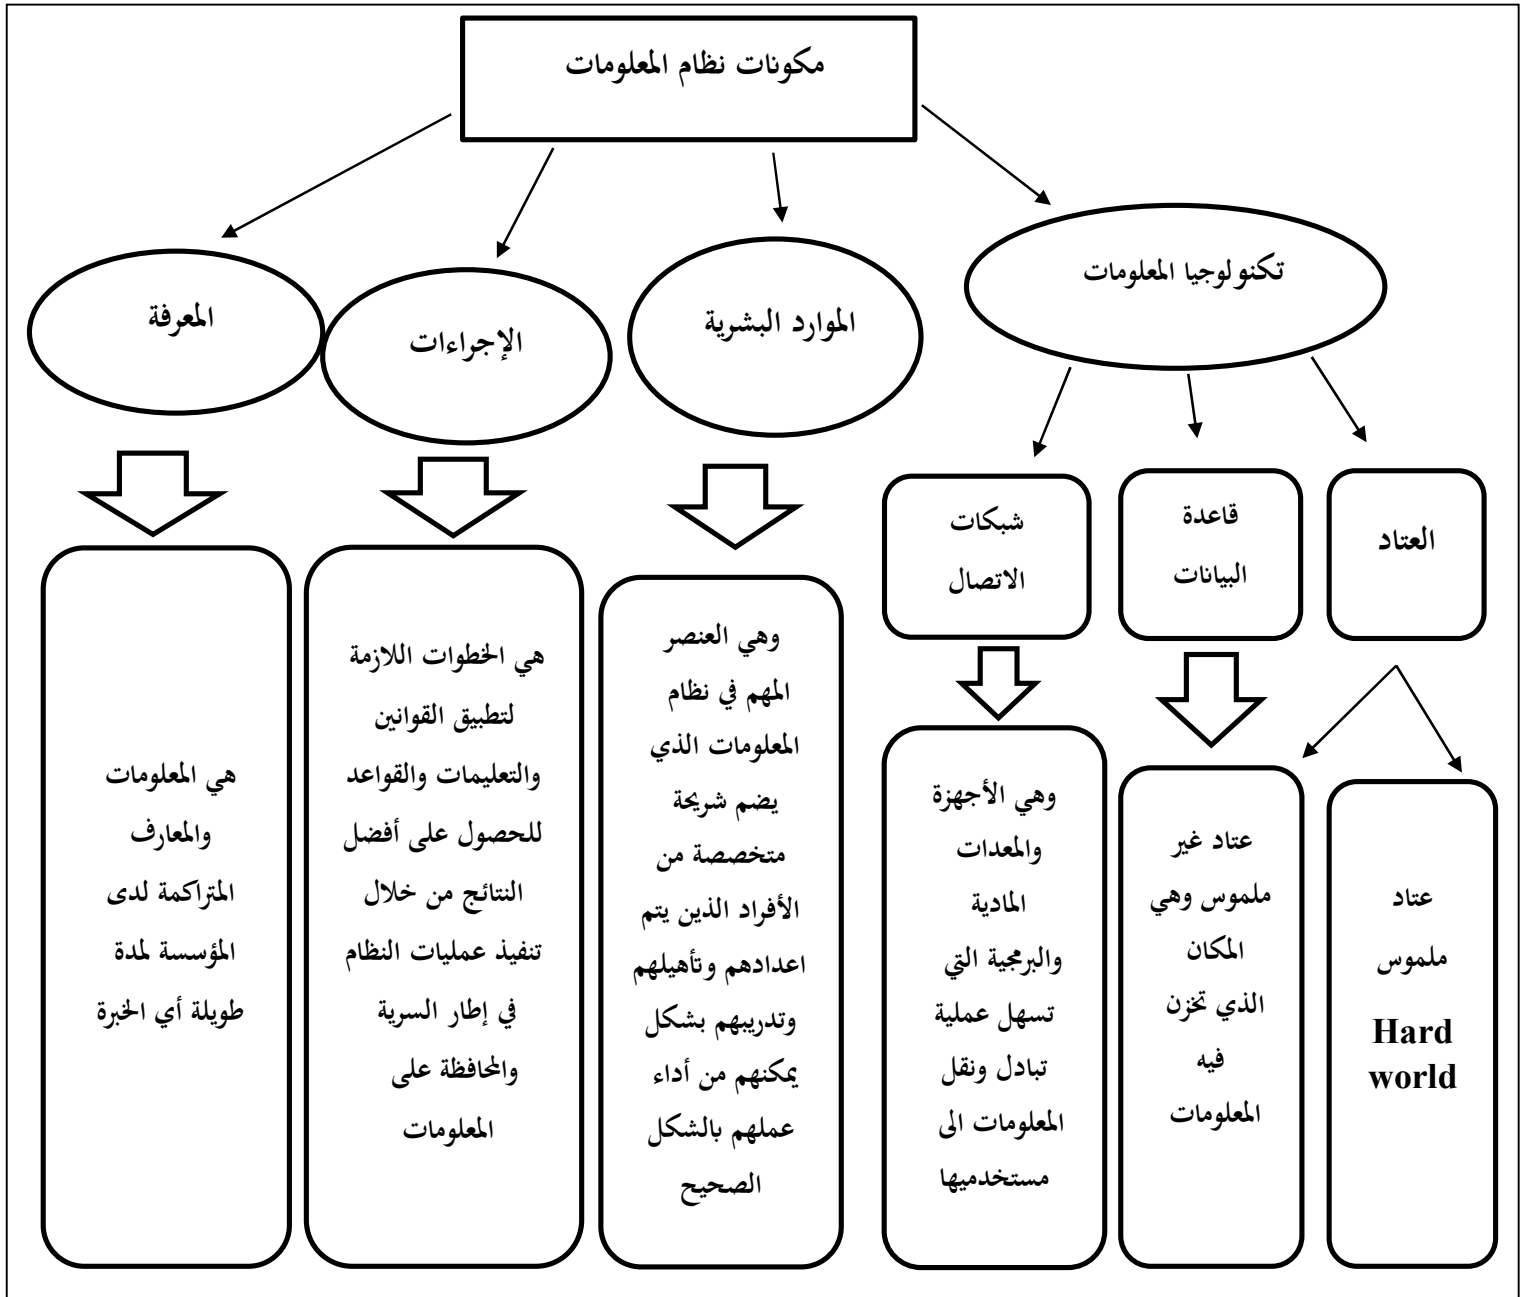 مكونات نظام المعلومات
تكنولوجيا المعلومات
الموارد البشرية
الإجراءات
المعرفة
العتاد
قاعدة
البيانات
شبكات
الاتصال
عتاد
ملموس
Hard
world
عتاد غير
ملموس وهي
المكان
الذي تخزن
فيه
المعلومات
وهي الأجهزة
والمعدات
المادية
والبرمجية التي
تسهل عملية
تبادل ونقل
المعلومات الى
مستخدميها
وهي العنصر
المهم في نظام
المعلومات الذي
يضم شريحة
متخصصة من
الأفراد الذين يتم
اعدادهم وتأهيلهم
وتدريبهم بشكل
يمكنهم من أداء
عملهم بالشكل
الصحيح
هي الخطوات اللازمة
لتطبيق القوانين
والتعليمات والقواعد
للحصول على أفضل
النتائج من خلال
تنفيذ عمليات النظام
في إطار السرية
والمحافظة على
المعلومات
هي المعلومات
والمعارف
المتراكمة لدى
المؤسسة لمدة
طويلة أي الخبرة